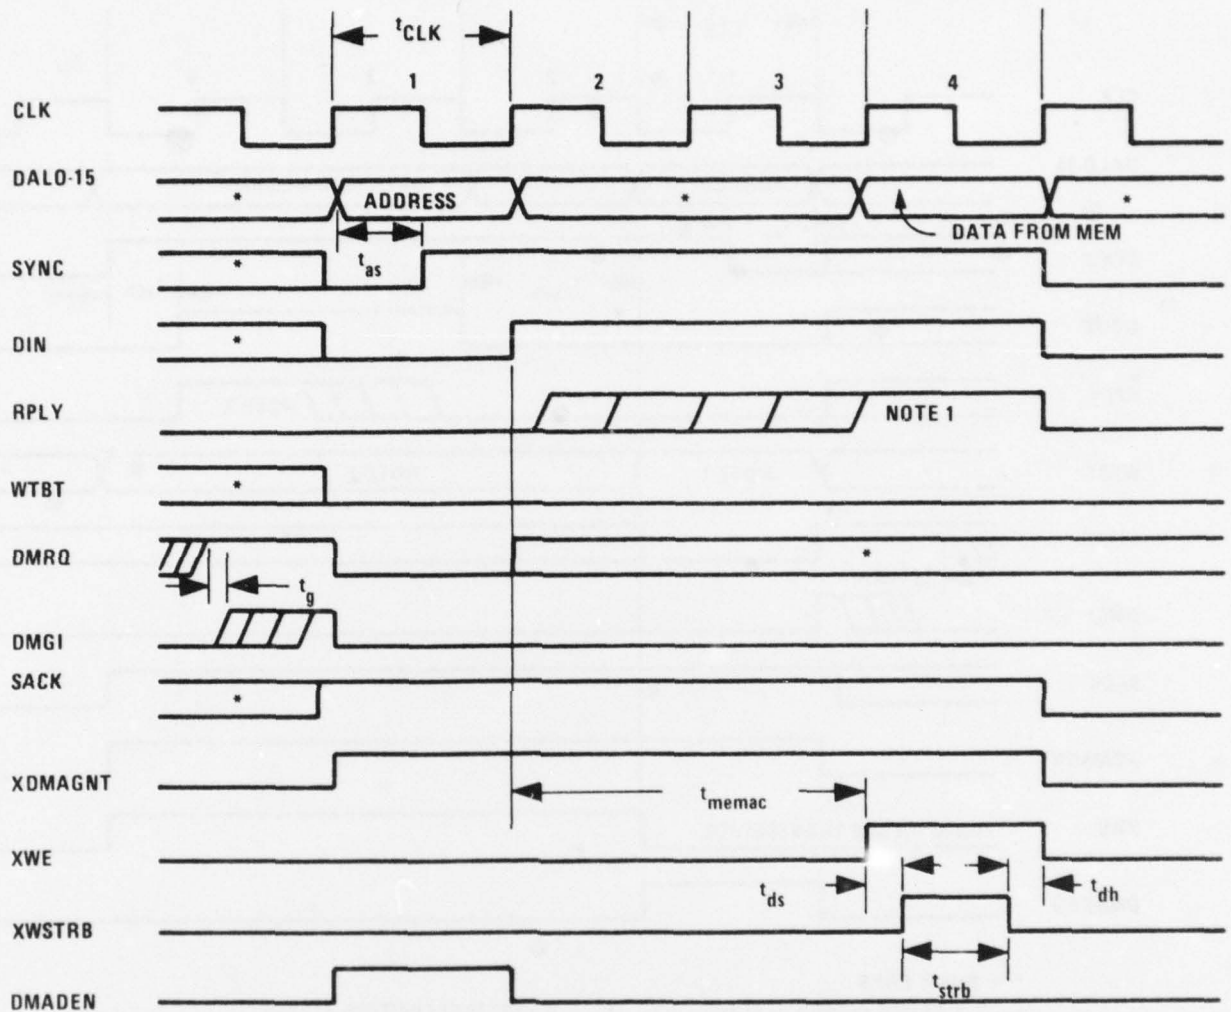 tCLK
1 2 3 4
CLK
DAL0-15 * ADDRESS * *
DATA FROM MEM
SYNC * tas
DIN *
RPLY NOTE 1
WTBT *
DMRQ *
tg
DMGI
SACK *
XDMAGNT
tmemac
XWE
tds tdh
XWSTRB
tstrb
DMADEN